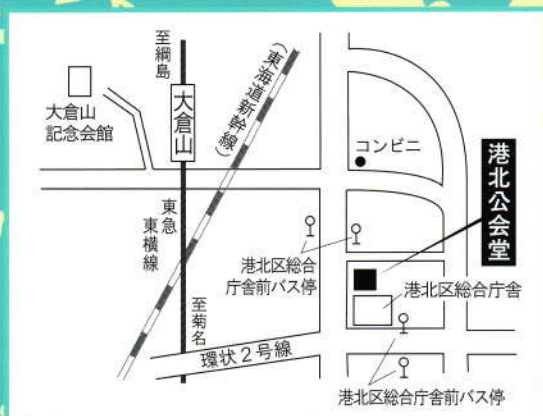 至綱島
大倉山
記念会館
大倉山
(東海道新幹線)
コンビニ
港北公会堂
東急
東横線
港北区総合
庁舎前バス停
港北区総合庁舎
至菊名
環状2号線
港北区総合庁舎前バス停